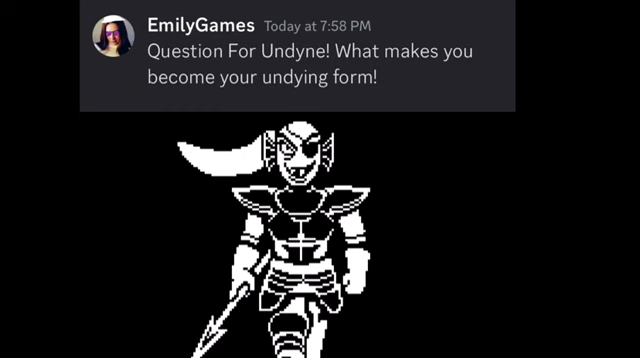 EmilyGames Today at 7:58 PM
Question For Undyne! What makes you
become your undying form!